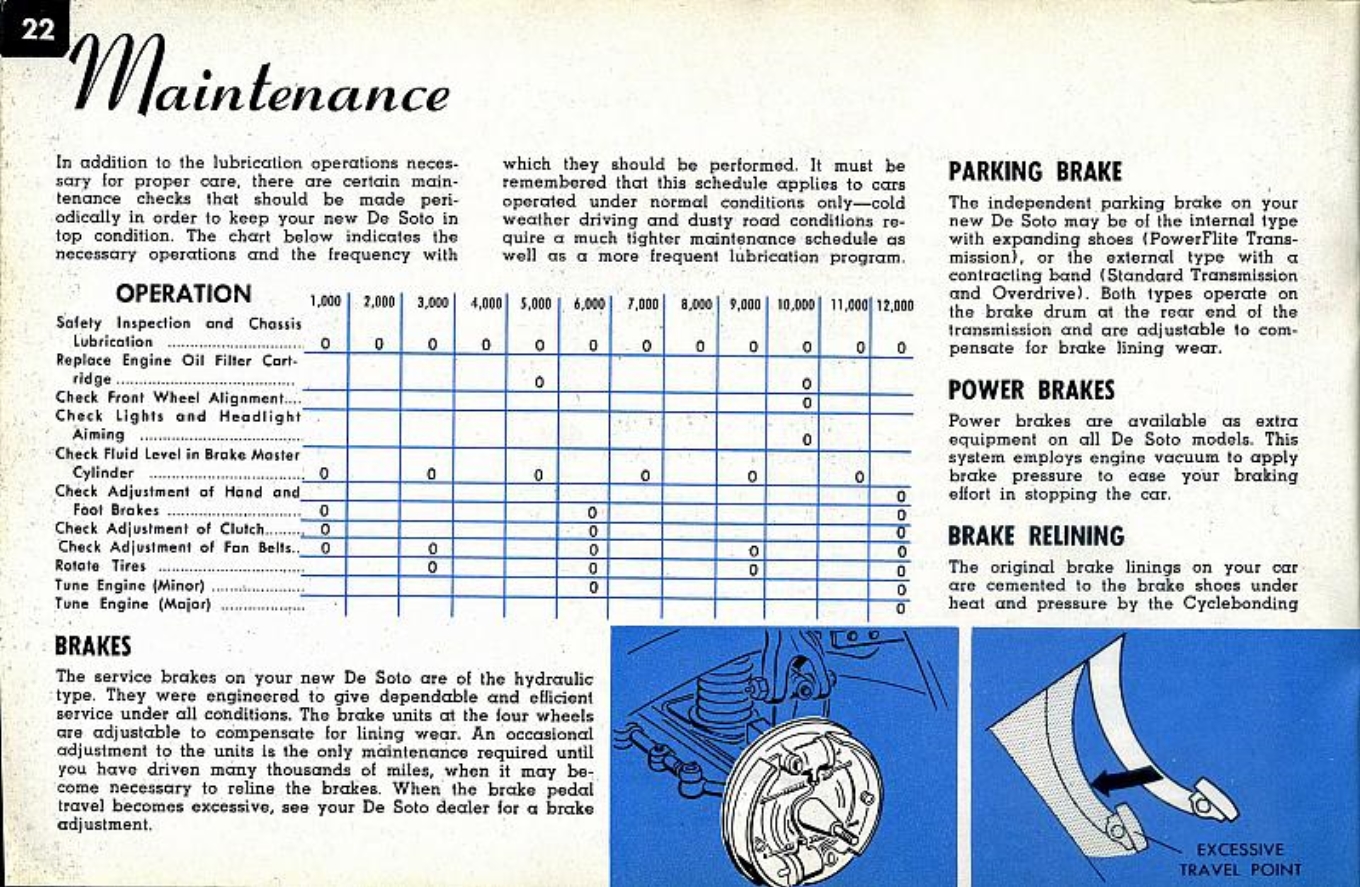 22
Maintenance
In addition to the lubrication operations neces-
sary for proper care, there are certain main-
tenance checks that should be made peri-
odically in order to keep your new De Soto in
top condition. The chart below indicates the
necessary operations and the frequency with
which they should be performed. It must be
remembered that this schedule applies to cars
operated under normal conditions only—cold
weather driving and dusty road conditions re-
quire a much tighter maintenance schedule as
well as a more frequent lubrication program.
OPERATION 1,000 2,000 3,000 4,000 5,000 6,000 7,000 8,000 9,000 10,000 11,000 12,000
Safety Inspection and Chassis
Lubrication .............................. O O O O O O O O O O O O
Replace Engine Oil Filter Cart-
ridge ....................................... O O
Check Front Wheel Alignment.... O
Check Lights and Headlight
Aiming ................................... O
Check Fluid Level in Brake Master
Cylinder ................................. O O O O O O
Check Adjustment of Hand and O
Foot Brakes ............................. O O O
Check Adjustment of Clutch........ O O O
Check Adjustment of Fan Belts.. O O O O O
Rotate Tires ............................... O O O O
Tune Engine (Minor) .................... O O
Tune Engine (Major) .................. O
BRAKES
The service brakes on your new De Soto are of the hydraulic
type. They were engineered to give dependable and efficient
service under all conditions. The brake units at the four wheels
are adjustable to compensate for lining wear. An occasional
adjustment to the units is the only maintenance required until
you have driven many thousands of miles, when it may be-
come necessary to reline the brakes. When the brake pedal
travel becomes excessive, see your De Soto dealer for a brake
adjustment.
PARKING BRAKE
The independent parking brake on your
new De Soto may be of the internal type
with expanding shoes (PowerFlite Trans-
mission), or the external type with a
contracting band (Standard Transmission
and Overdrive). Both types operate on
the brake drum at the rear end of the
transmission and are adjustable to com-
pensate for brake lining wear.
POWER BRAKES
Power brakes are available as extra
equipment on all De Soto models. This
system employs engine vacuum to apply
brake pressure to ease your braking
effort in stopping the car.
BRAKE RELINING
The original brake linings on your car
are cemented to the brake shoes under
heat and pressure by the Cyclebonding
EXCESSIVE
TRAVEL POINT